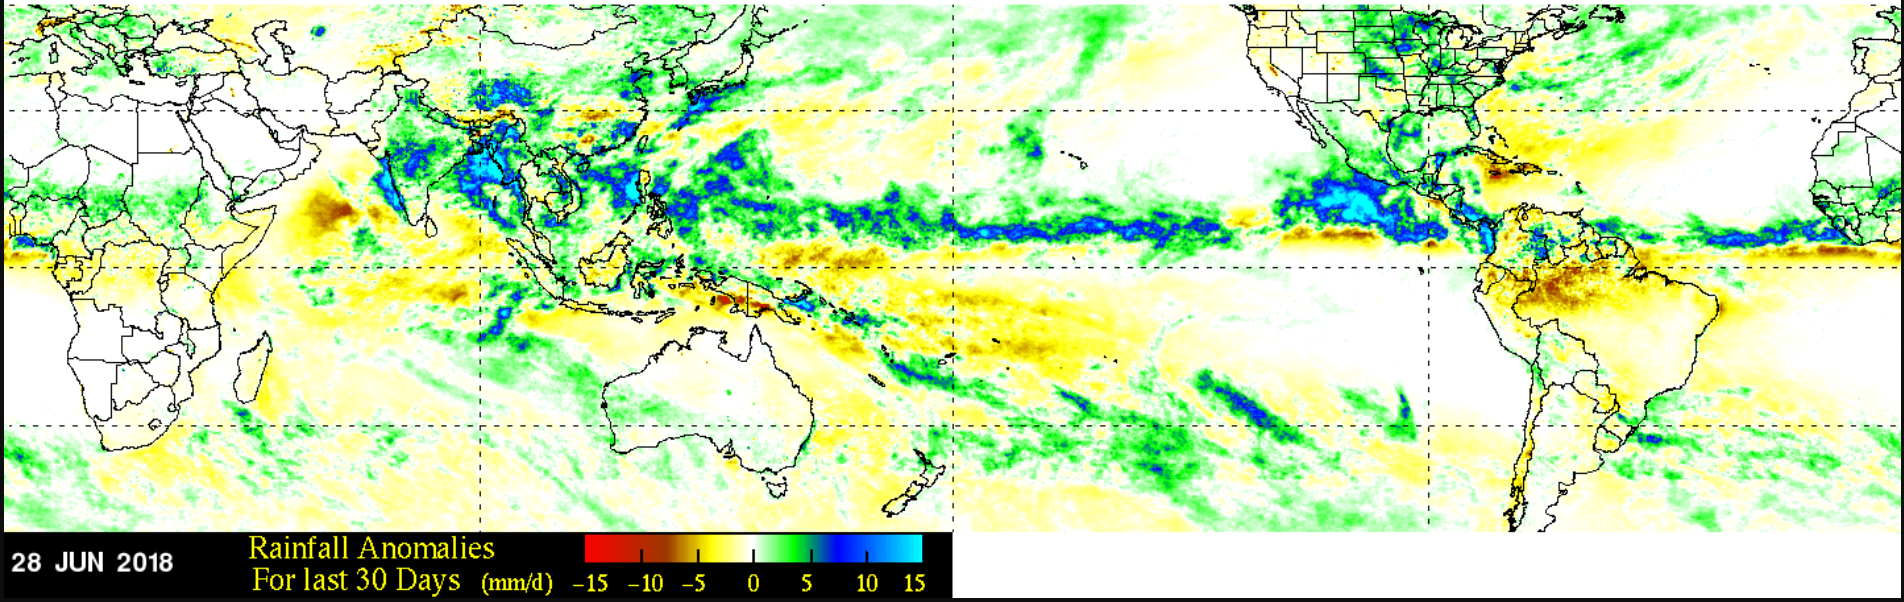 28 JUN 2018
Rainfall Anomalies
For last 30 Days (mm/d)
-15 -10 -5 0 5 10 15